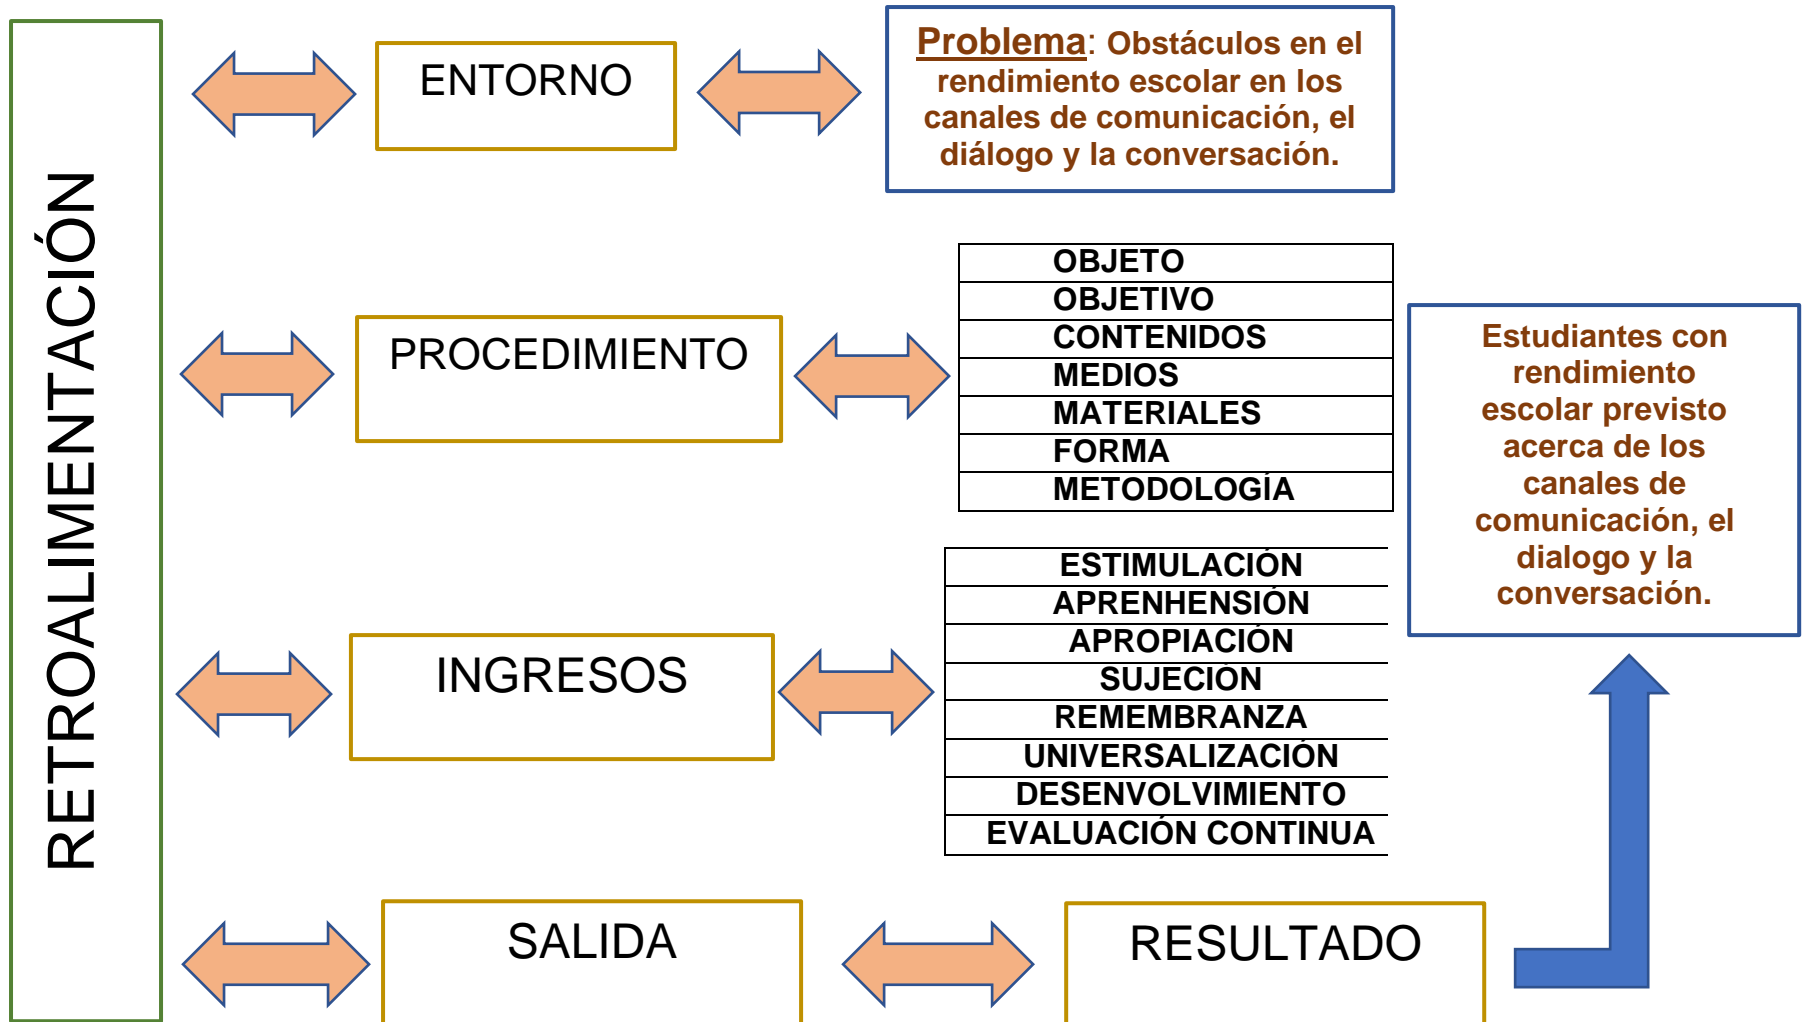 RETROALIMENTACIÓN
ENTORNO
Problema: Obstáculos en el
rendimiento escolar en los
canales de comunicación, el
diálogo y la conversación.
PROCEDIMIENTO
OBJETO
OBJETIVO
CONTENIDOS
MEDIOS
MATERIALES
FORMA
METODOLOGÍA
Estudiantes con
rendimiento
escolar previsto
acerca de los
canales de
comunicación, el
dialogo y la
conversación.
INGRESOS
ESTIMULACIÓN
APRENHENSIÓN
APROPIACIÓN
SUJECIÓN
REMEMBRANZA
UNIVERSALIZACIÓN
DESENVOLVIMIENTO
EVALUACIÓN CONTINUA
SALIDA
RESULTADO